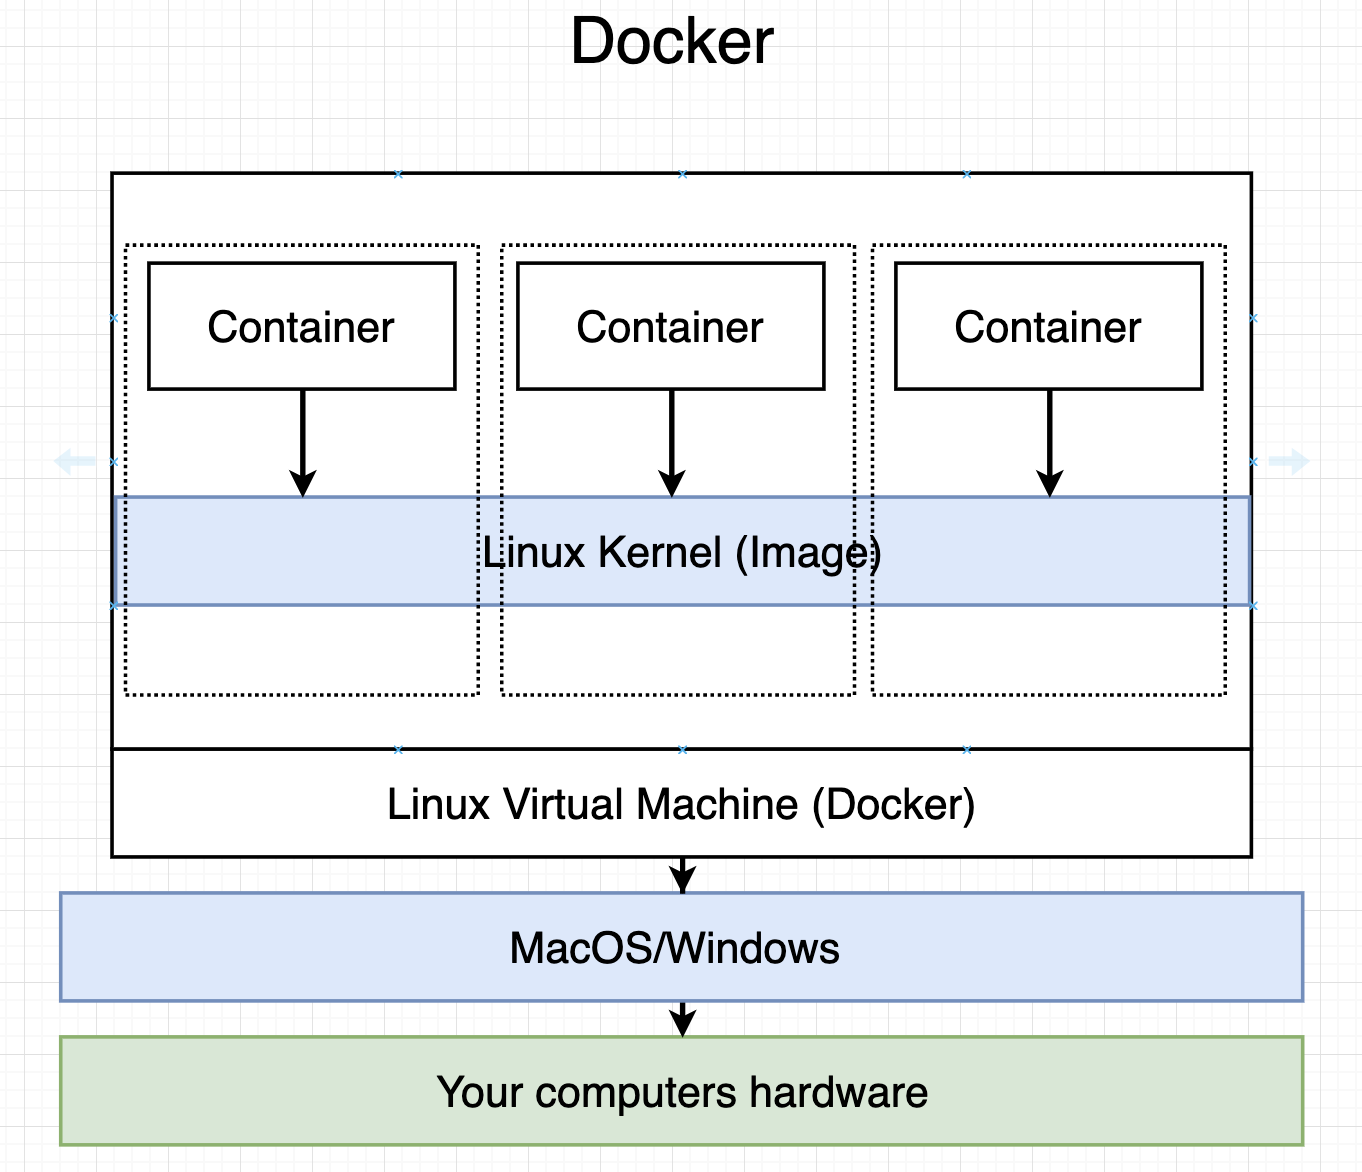 Docker
Container
Container
Container
Linux Kernel (Image)
Linux Virtual Machine (Docker)
MacOS/Windows
Your computers hardware